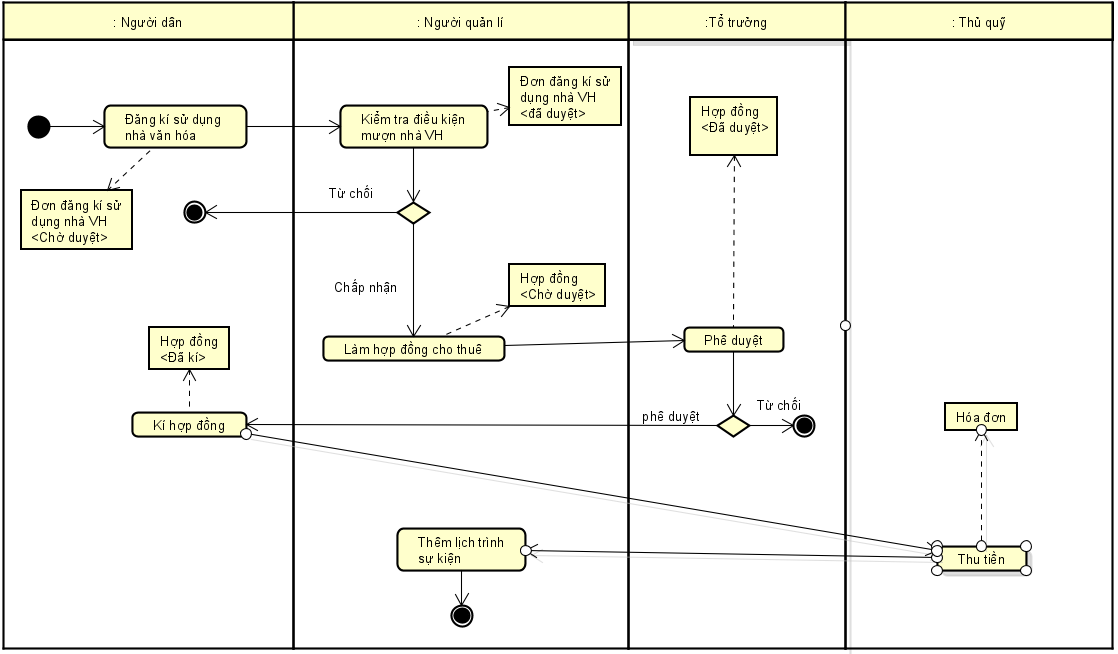 : Người dân
: Người quản lí
:Tổ trưởng
: Thủ quỹ
Đăng kí sử dụng
nhà văn hóa
Kiểm tra điều kiện
mượn nhà VH
Đơn đăng kí sử
dụng nhà VH
<đã duyệt>
Hợp đồng
<Đã duyệt>
Đơn đăng kí sử
dụng nhà VH
<Chờ duyệt>
Từ chối
Chấp nhận
Hợp đồng
<Chờ duyệt>
Làm hợp đồng cho thuê
Phê duyệt
Hợp đồng
<Đã kí>
Kí hợp đồng
phê duyệt
Từ chối
Hóa đơn
Thêm lịch trình
sự kiện
Thu tiền